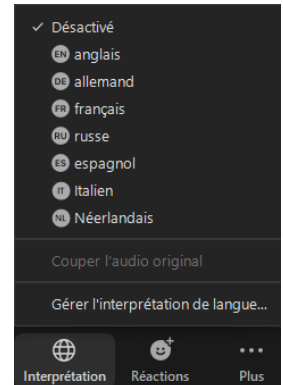 Désactivé
EN anglais
DE allemand
FR français
RU russe
ES espagnol
IT Italien
NL Néerlandais
Couper l'audio original
Gérer l'interprétation de langue...
Interprétation Réactions Plus